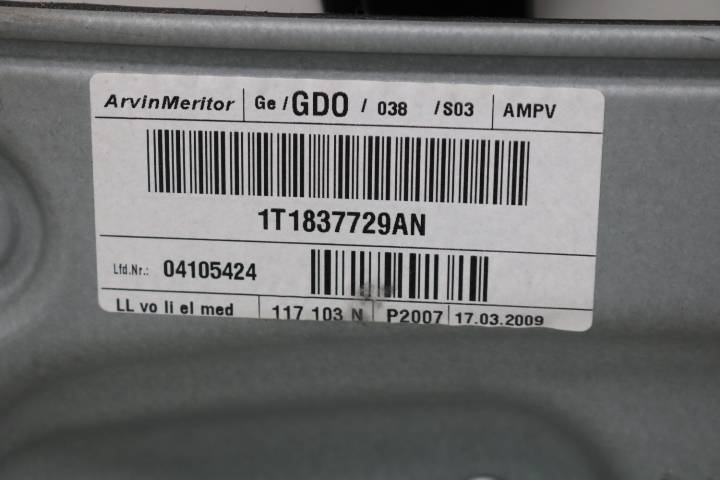 ArvinMeritor Ge / GDO / 038 /S03 AMPV
1T1837729AN
Lfd.Nr.: 04105424
LL vo li el med 117 103 N P2007 17.03.2009